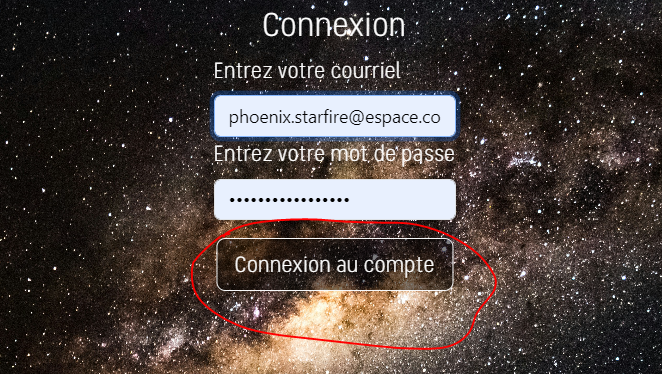 Connexion
Entrez votre courriel
phoenix.starfire@espace.co
Entrez votre mot de passe
•••••••••••••••••
Connexion au compte